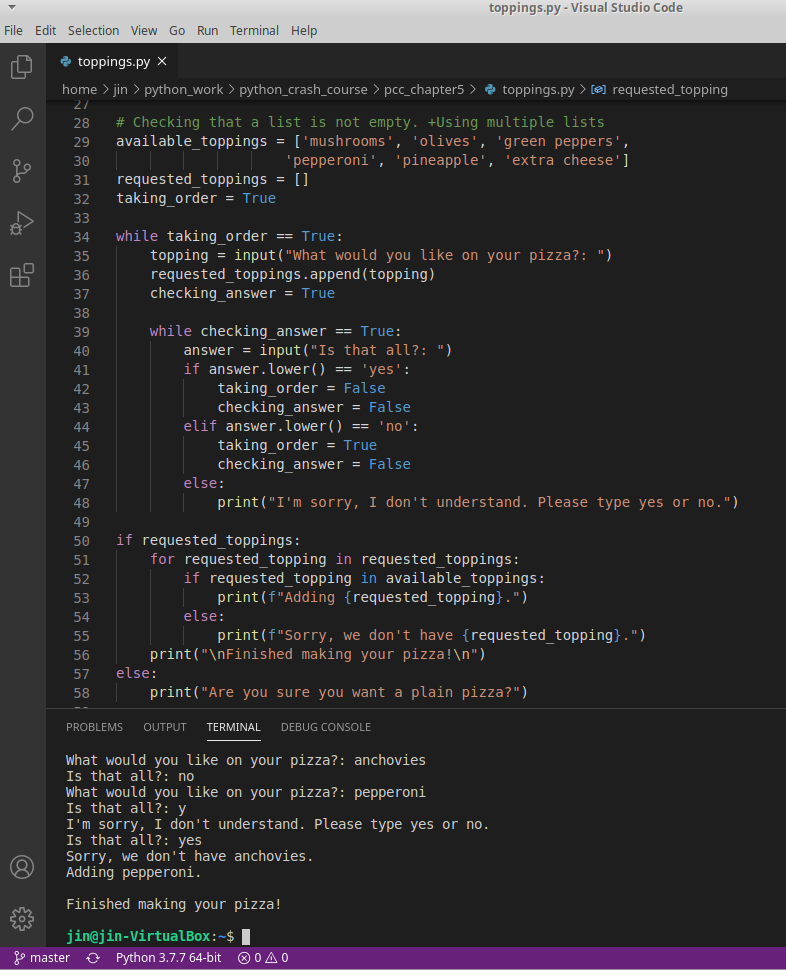 toppings.py - Visual Studio Code
File Edit Selection View Go Run Terminal Help
toppings.py ×
home > jin > python_work > python_crash_course > pcc_chapter5 > toppings.py > requested_topping
27
28 # Checking that a list is not empty. +Using multiple lists
29 available_toppings = ['mushrooms', 'olives', 'green peppers',
30                     'pepperoni', 'pineapple', 'extra cheese']
31 requested_toppings = []
32 taking_order = True
33
34 while taking_order == True:
35     topping = input("What would you like on your pizza?: ")
36     requested_toppings.append(topping)
37     checking_answer = True
38
39     while checking_answer == True:
40         answer = input("Is that all?: ")
41         if answer.lower() == 'yes':
42             taking_order = False
43             checking_answer = False
44         elif answer.lower() == 'no':
45             taking_order = True
46             checking_answer = False
47         else:
48             print("I'm sorry, I don't understand. Please type yes or no.")
49
50 if requested_toppings:
51     for requested_topping in requested_toppings:
52         if requested_topping in available_toppings:
53             print(f"Adding {requested_topping}.")
54         else:
55             print(f"Sorry, we don't have {requested_topping}.")
56     print("\nFinished making your pizza!\n")
57 else:
58     print("Are you sure you want a plain pizza?")
PROBLEMS OUTPUT TERMINAL DEBUG CONSOLE
What would you like on your pizza?: anchovies
Is that all?: no
What would you like on your pizza?: pepperoni
Is that all?: y
I'm sorry, I don't understand. Please type yes or no.
Is that all?: yes
Sorry, we don't have anchovies.
Adding pepperoni.
Finished making your pizza!
jin@jin-VirtualBox:~$
master Python 3.7.7 64-bit 0 0